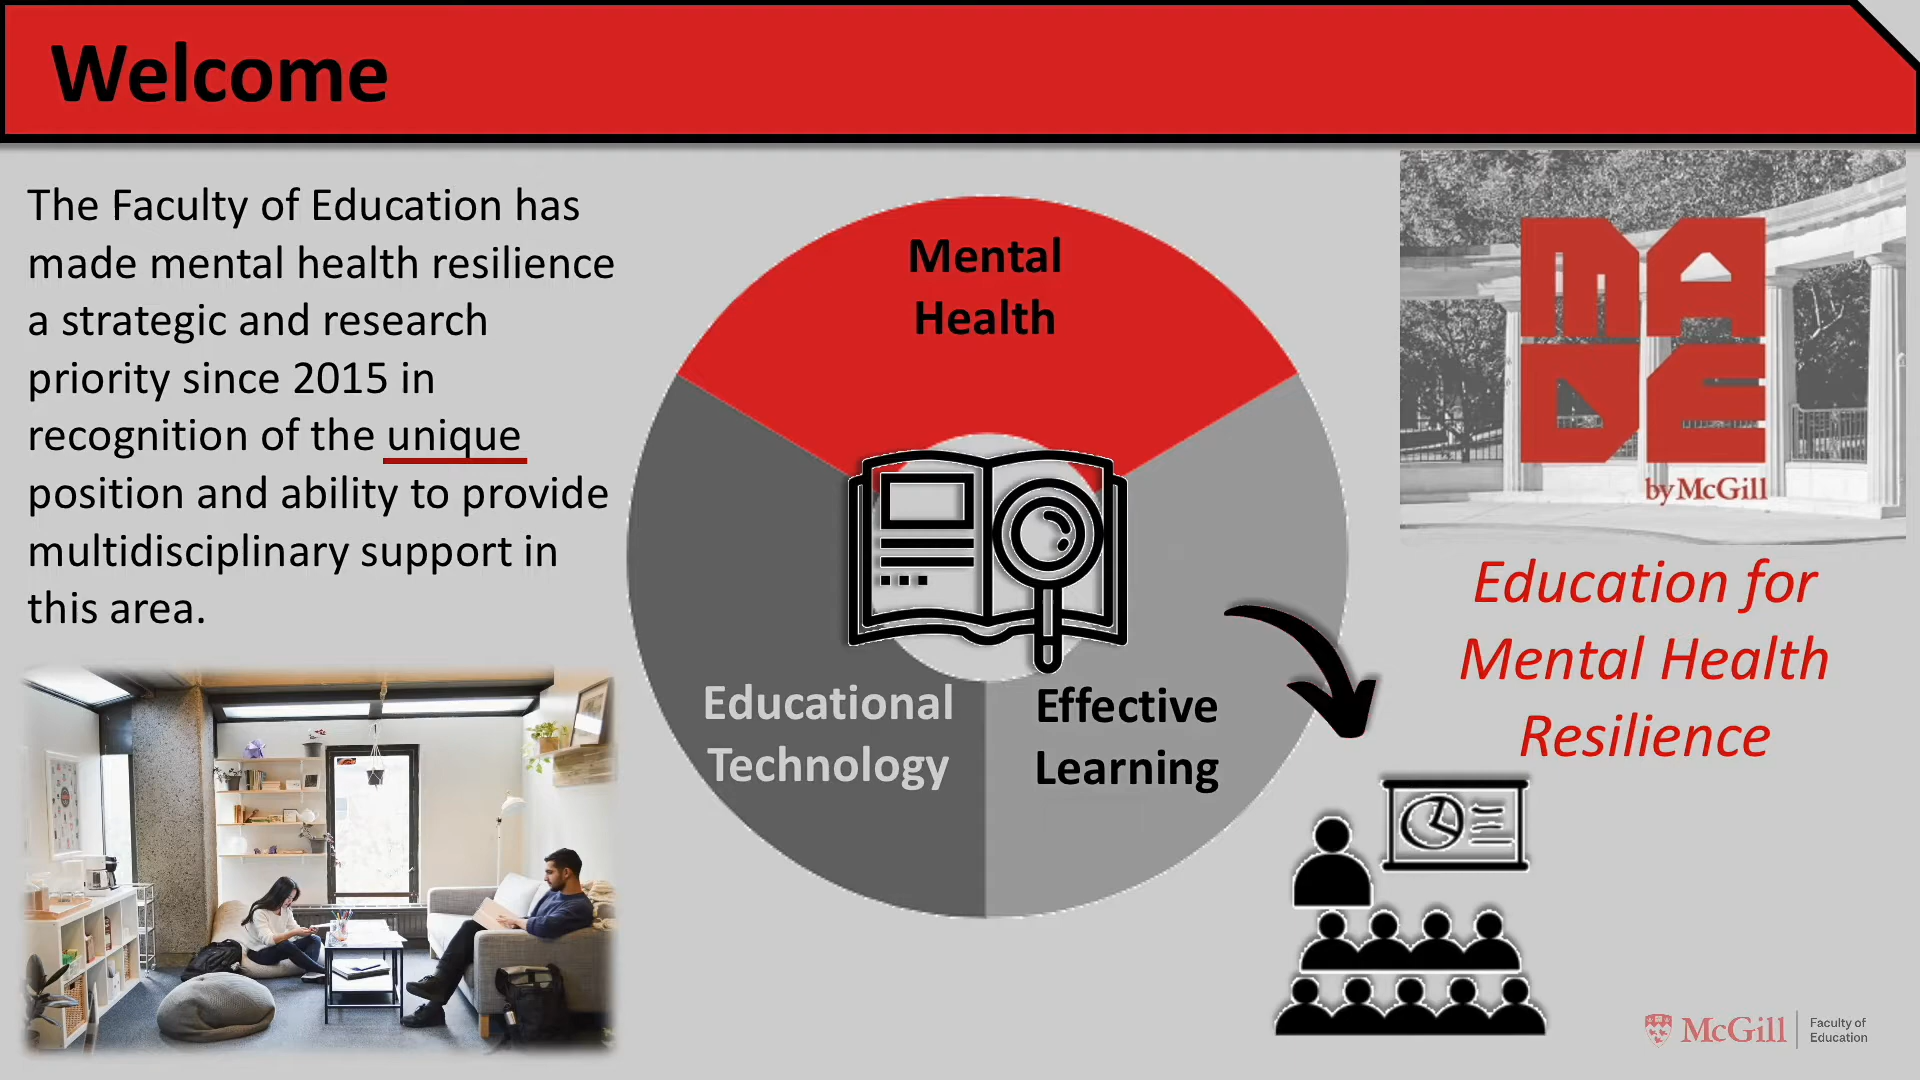 Welcome
The Faculty of Education has
made mental health resilience
a strategic and research
priority since 2015 in
recognition of the unique
position and ability to provide
multidisciplinary support in
this area.
Mental
Health
Educational
Technology
Effective
Learning
MA
DE
by McGill
Education for
Mental Health
Resilience
McGill
Faculty of
Education